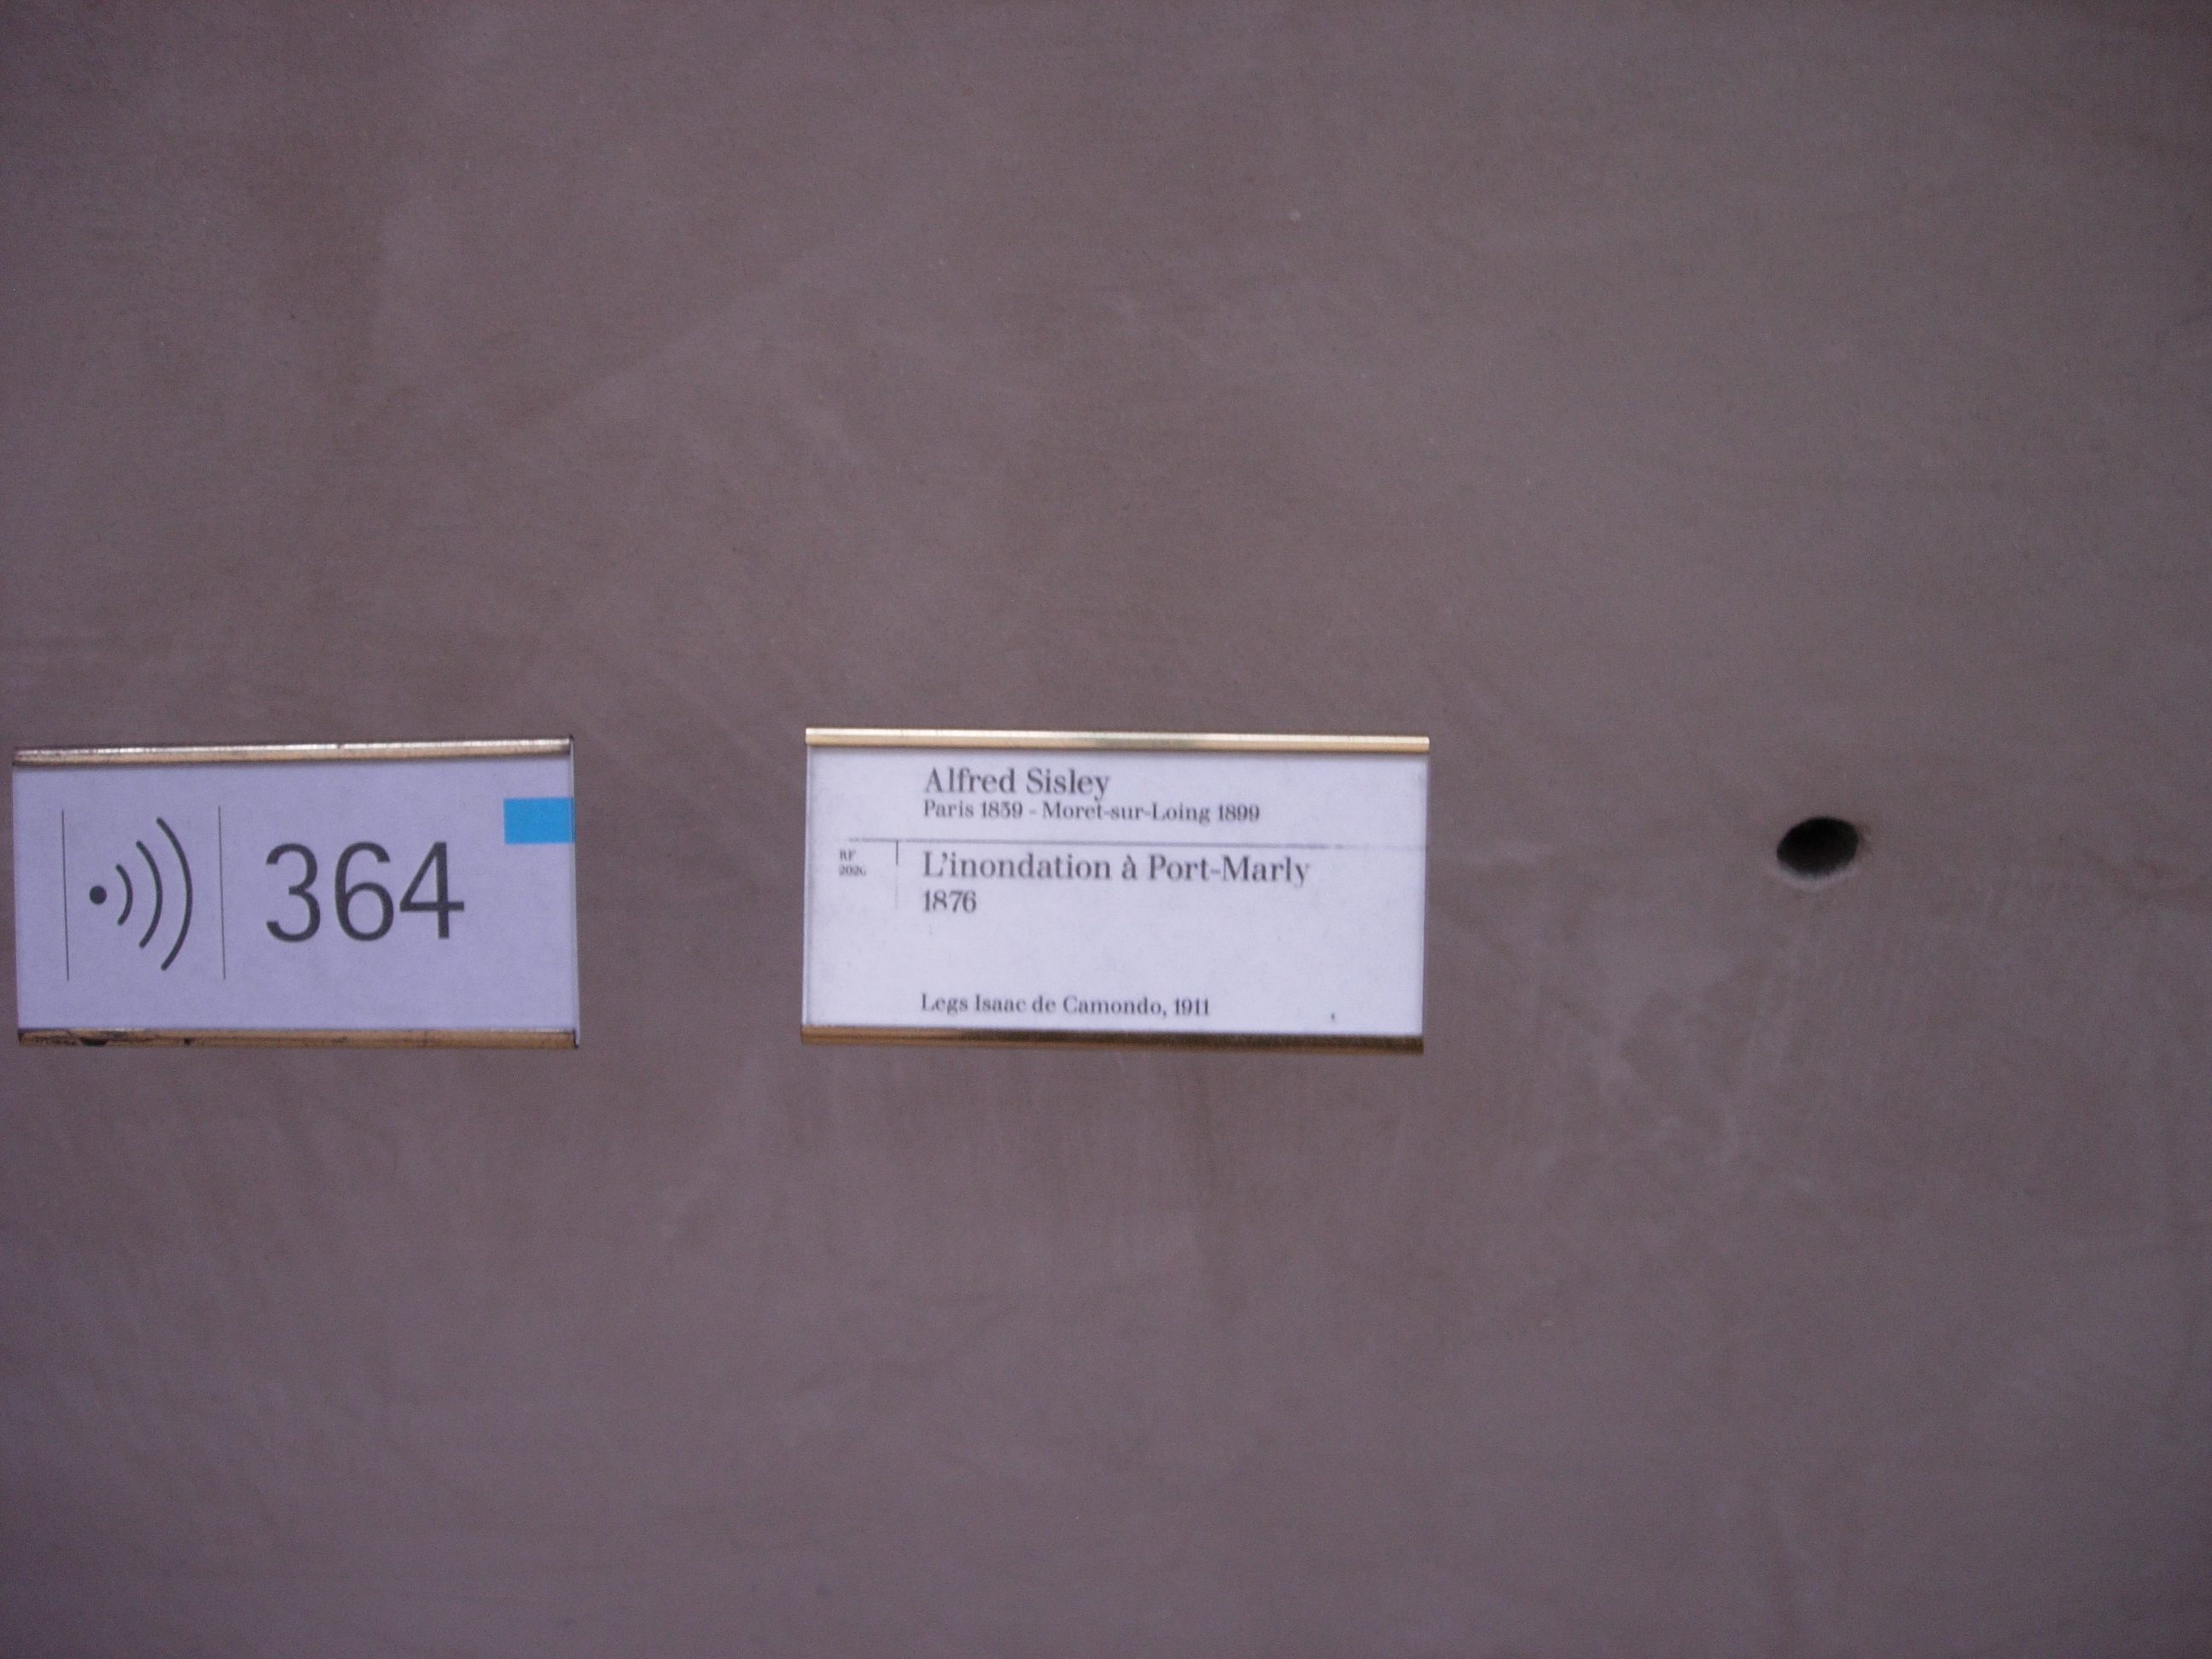 364
Alfred Sisley
Paris 1839 - Moret-sur-Loing 1899
RF
2020
L'inondation à Port-Marly
1876
Legs Isaac de Camondo, 1911